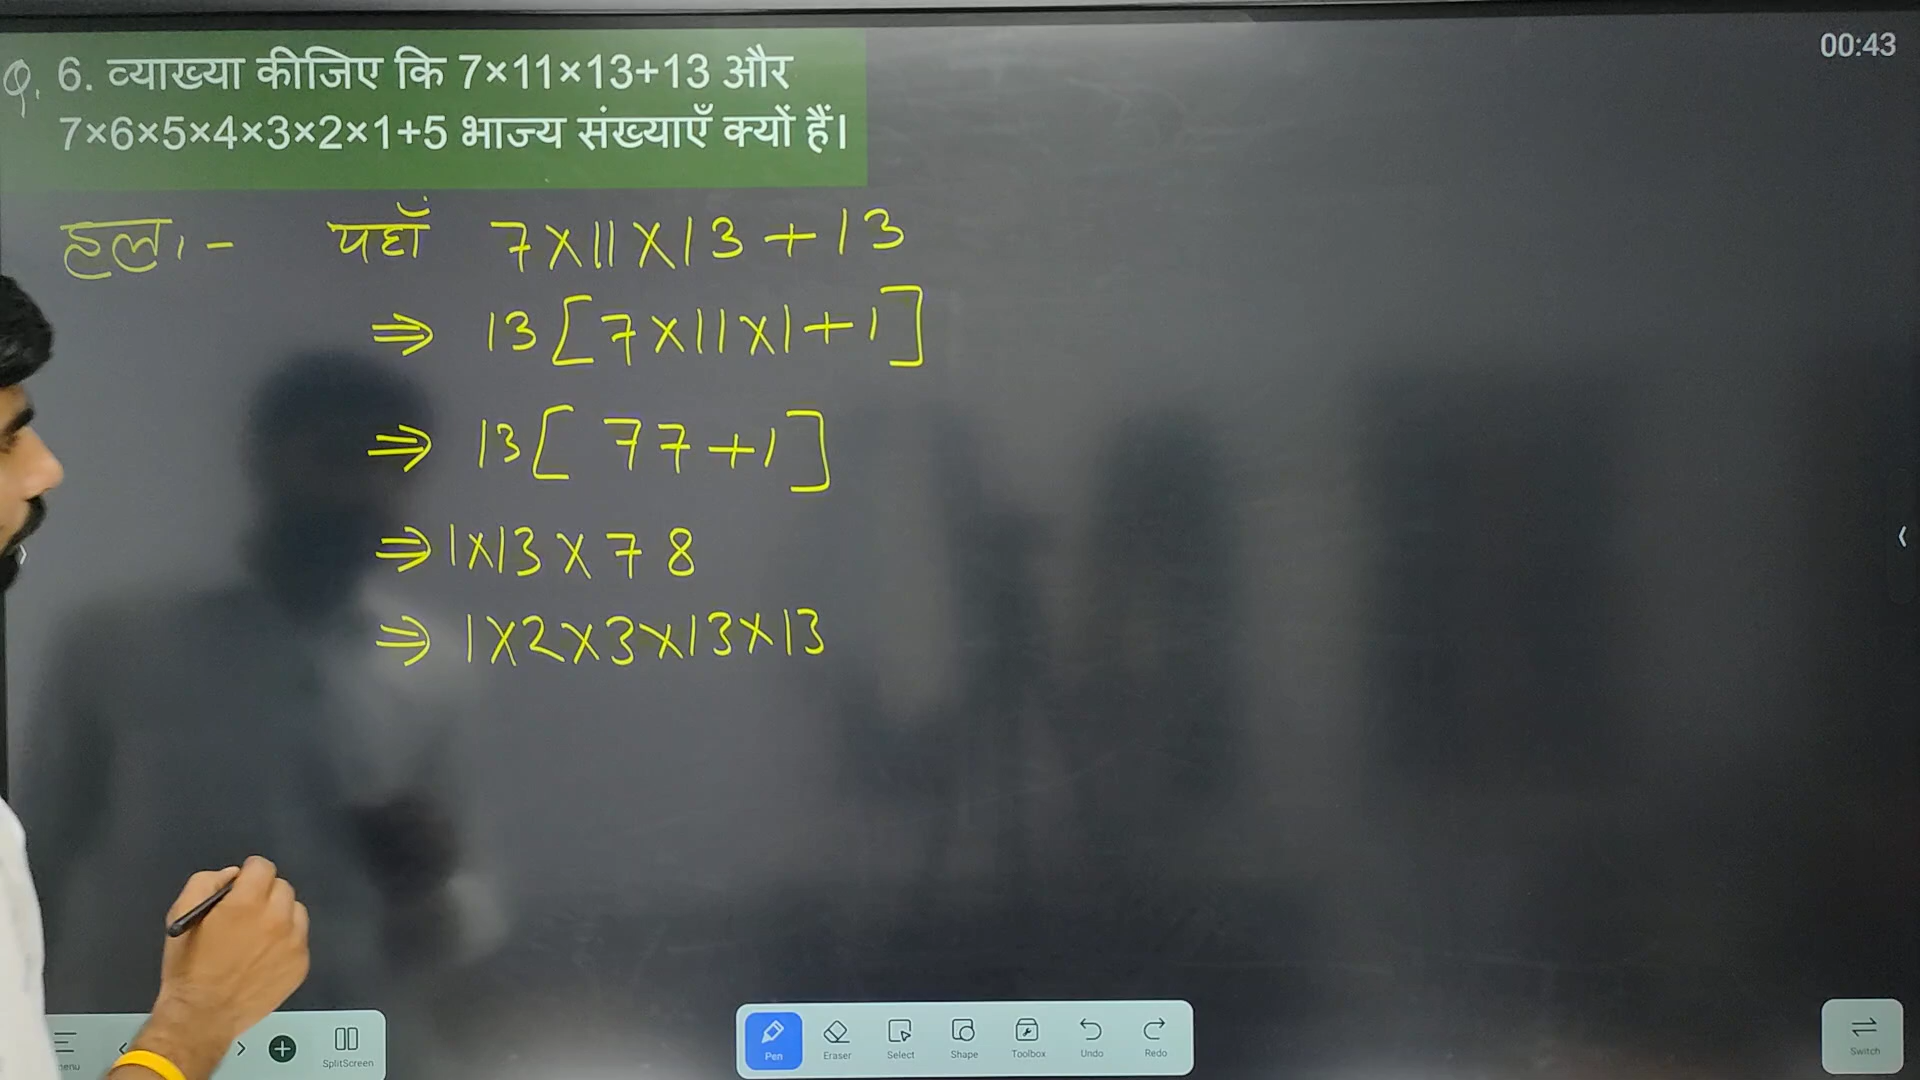 00:43
Q. 6. व्याख्या कीजिए कि 7×11×13+13 और
7×6×5×4×3×2×1+5 भाज्य संख्याएँ क्यों हैं।
हल:- यहाँ 7×11×13+13
⇒ 13[7×11×1+1]
⇒ 13[77+1]
⇒ 1×13×78
⇒ 1×2×3×13×13
SplitScreen
Pen Eraser Select Shape Toolbox Undo Redo
Switch